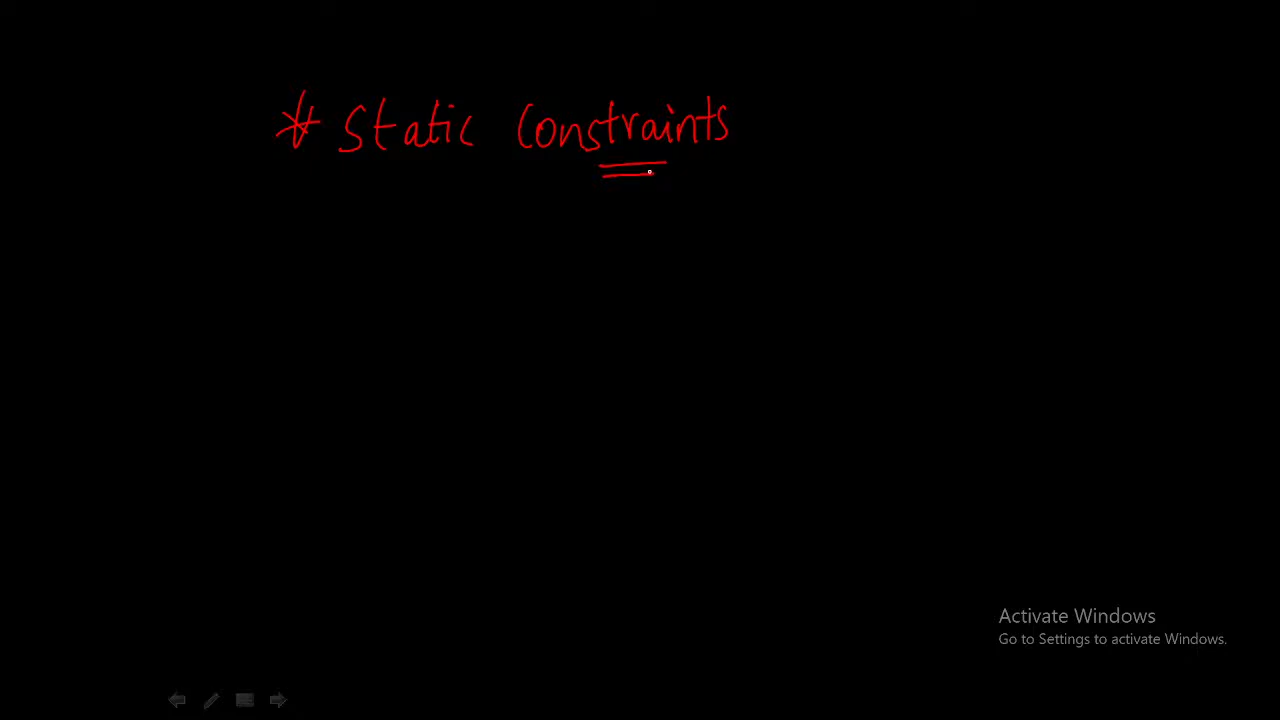 * Static Constraints
Activate Windows
Go to Settings to activate Windows.